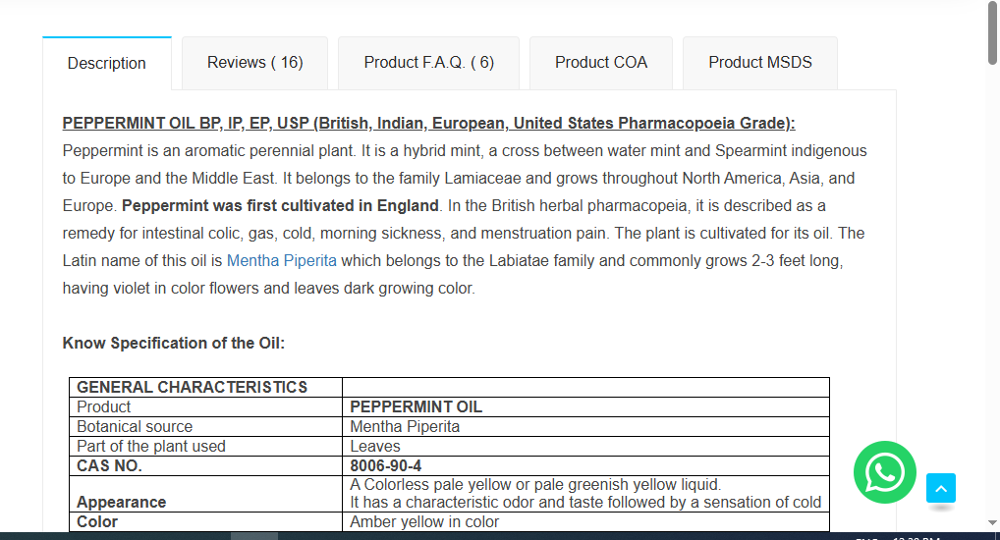 Description
Reviews ( 16)
Product F.A.Q. ( 6)
Product COA
Product MSDS
PEPPERMINT OIL BP, IP, EP, USP (British, Indian, European, United States Pharmacopoeia Grade):
Peppermint is an aromatic perennial plant. It is a hybrid mint, a cross between water mint and Spearmint indigenous
to Europe and the Middle East. It belongs to the family Lamiaceae and grows throughout North America, Asia, and
Europe. Peppermint was first cultivated in England. In the British herbal pharmacopeia, it is described as a
remedy for intestinal colic, gas, cold, morning sickness, and menstruation pain. The plant is cultivated for its oil. The
Latin name of this oil is Mentha Piperita which belongs to the Labiatae family and commonly grows 2-3 feet long,
having violet in color flowers and leaves dark growing color.
Know Specification of the Oil:
GENERAL CHARACTERISTICS
Product PEPPERMINT OIL
Botanical source Mentha Piperita
Part of the plant used Leaves
CAS NO. 8006-90-4
A Colorless pale yellow or pale greenish yellow liquid.
Appearance It has a characteristic odor and taste followed by a sensation of cold
Color Amber yellow in color